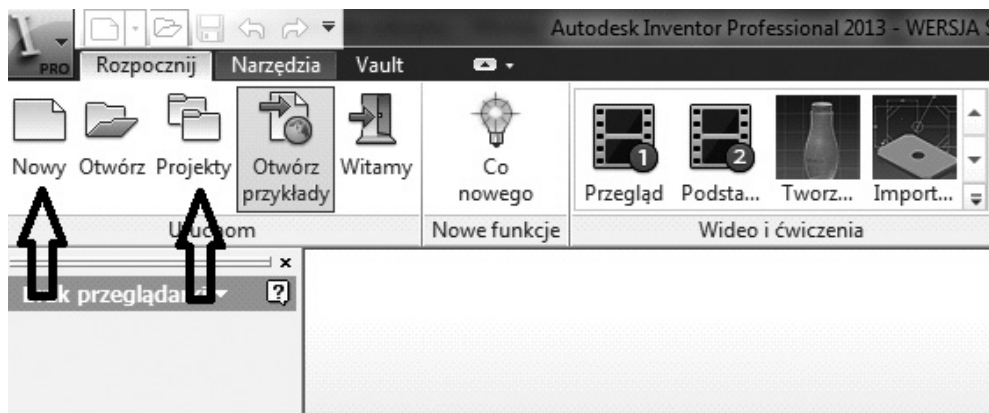 Autodesk Inventor Professional 2013 - WERSJA
PRO Rozpocznij Narzędzia Vault
1 2
Nowy Otwórz Projekty Otwórz przykłady Witamy Co nowego Przegląd Podsta... Tworz... Import...
Nowe funkcje Wideo i ćwiczenia